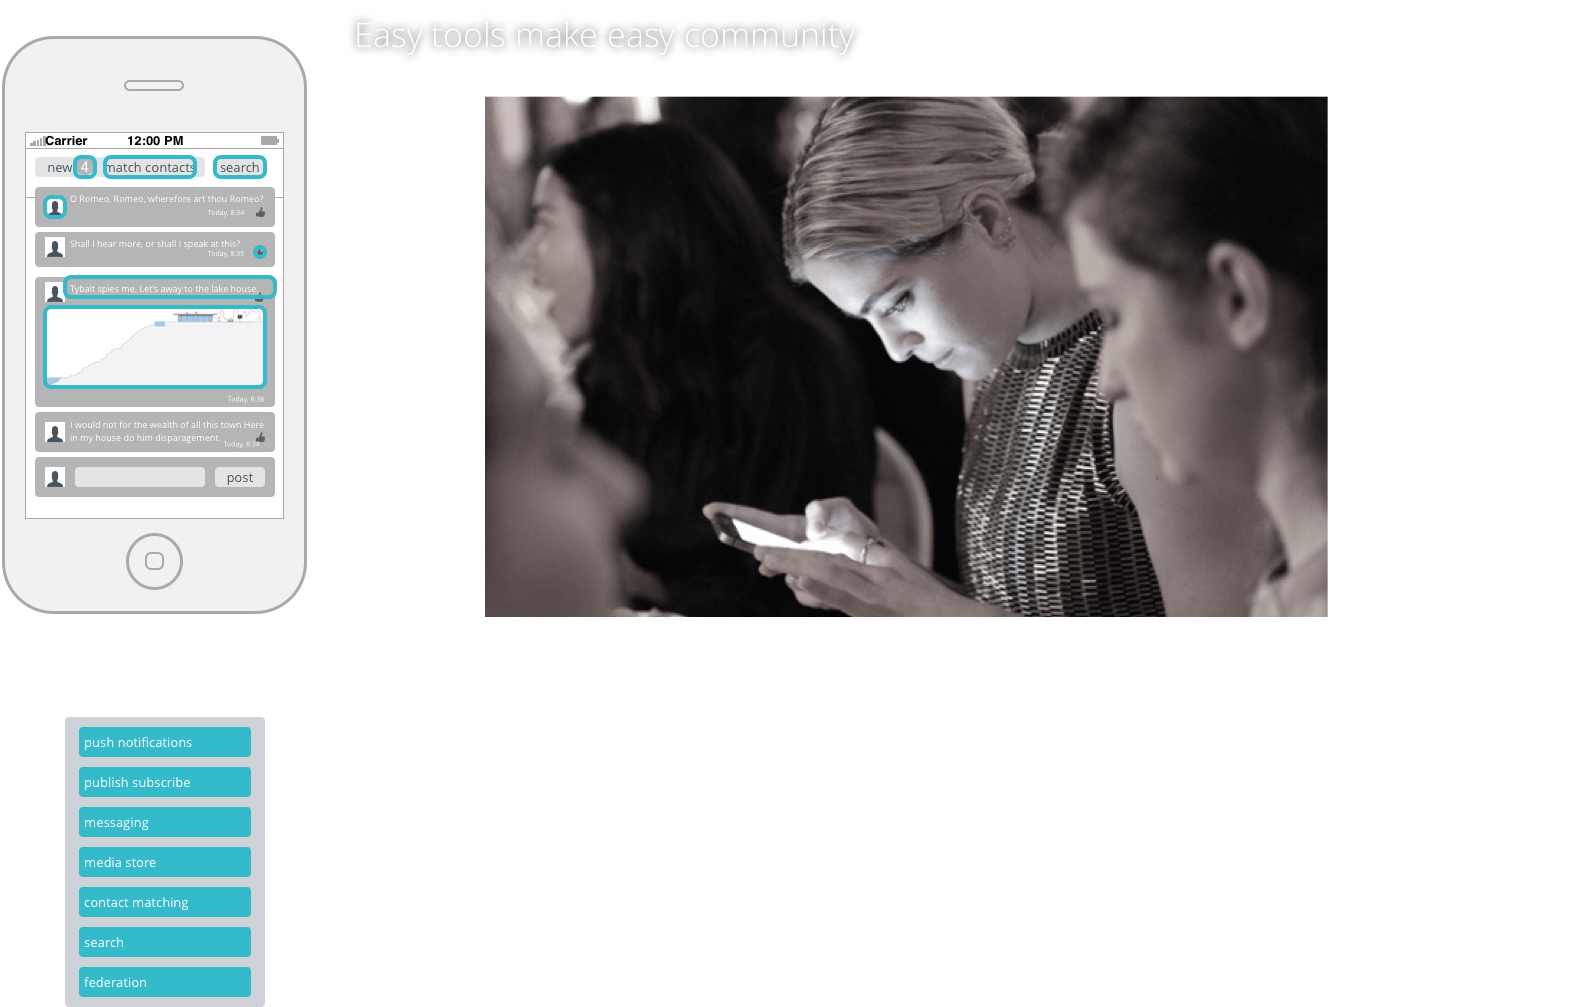 Easy tools make easy community
Carrier 12:00 PM
new 4 match contacts search
O Romeo, Romeo, wherefore art thou Romeo?
Today, 8:34
Shall I hear more, or shall I speak at this?
Today, 8:35
Tybalt spies me. Let's away to the lake house.
Today, 8:38
I would not for the wealth of all this town Here
in my house do him disparagement.
Today, 8:34
post
push notifications
publish subscribe
messaging
media store
contact matching
search
federation